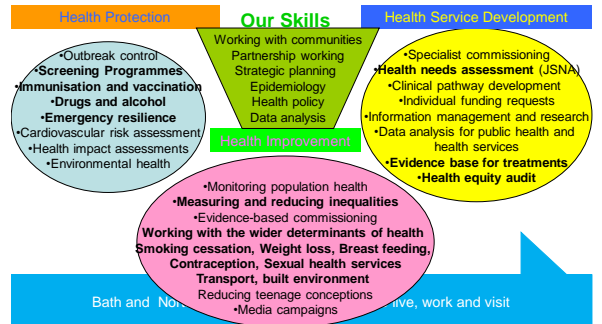 Health Protection
Our Skills
Health Service Development
Working with communities
Partnership working
Strategic planning
Epidemiology
Health policy
Data analysis
•Outbreak control
•Screening Programmes
•Immunisation and vaccination
•Drugs and alcohol
•Emergency resilience
•Cardiovascular risk assessment
•Health impact assessments
•Environmental health
•Specialist commissioning
•Health needs assessment (JSNA)
•Clinical pathway development
•Individual funding requests
•Information management and research
•Data analysis for public health and
health services
•Evidence base for treatments
•Health equity audit
Health Improvement
•Monitoring population health
•Measuring and reducing inequalities
•Evidence-based commissioning
Working with the wider determinants of health
Smoking cessation, Weight loss, Breast feeding,
Contraception, Sexual health services
Transport, built environment
Reducing teenage conceptions
•Media campaigns
Bath and live, work and visit